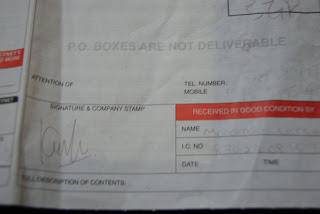 P.O. BOXES ARE NOT DELIVERABLE
ATTENTION OF
TEL. NUMBER:
MOBILE
SIGNATURE & COMPANY STAMP
RECEIVED IN GOOD CONDITION BY
NAME
I.C. NO
DATE TIME
FULL DESCRIPTION OF CONTENTS: